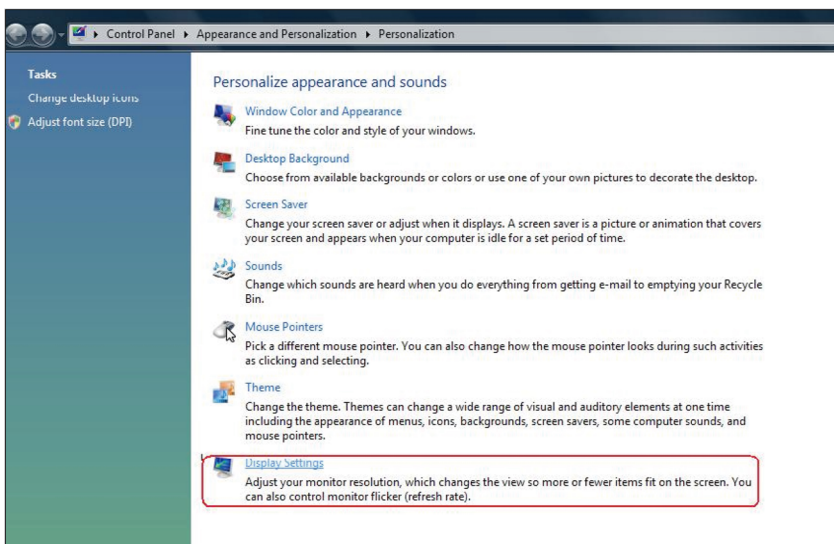 Control Panel ▸ Appearance and Personalization ▸ Personalization
Tasks
Change desktop icons
Adjust font size (DPI)
Personalize appearance and sounds
Window Color and Appearance
Fine tune the color and style of your windows.
Desktop Background
Choose from available backgrounds or colors or use one of your own pictures to decorate the desktop.
Screen Saver
Change your screen saver or adjust when it displays. A screen saver is a picture or animation that covers
your screen and appears when your computer is idle for a set period of time.
Sounds
Change which sounds are heard when you do everything from getting e-mail to emptying your Recycle
Bin.
Mouse Pointers
Pick a different mouse pointer. You can also change how the mouse pointer looks during such activities
as clicking and selecting.
Theme
Change the theme. Themes can change a wide range of visual and auditory elements at one time
including the appearance of menus, icons, backgrounds, screen savers, some computer sounds, and
mouse pointers.
Display Settings
Adjust your monitor resolution, which changes the view so more or fewer items fit on the screen. You
can also control monitor flicker (refresh rate).